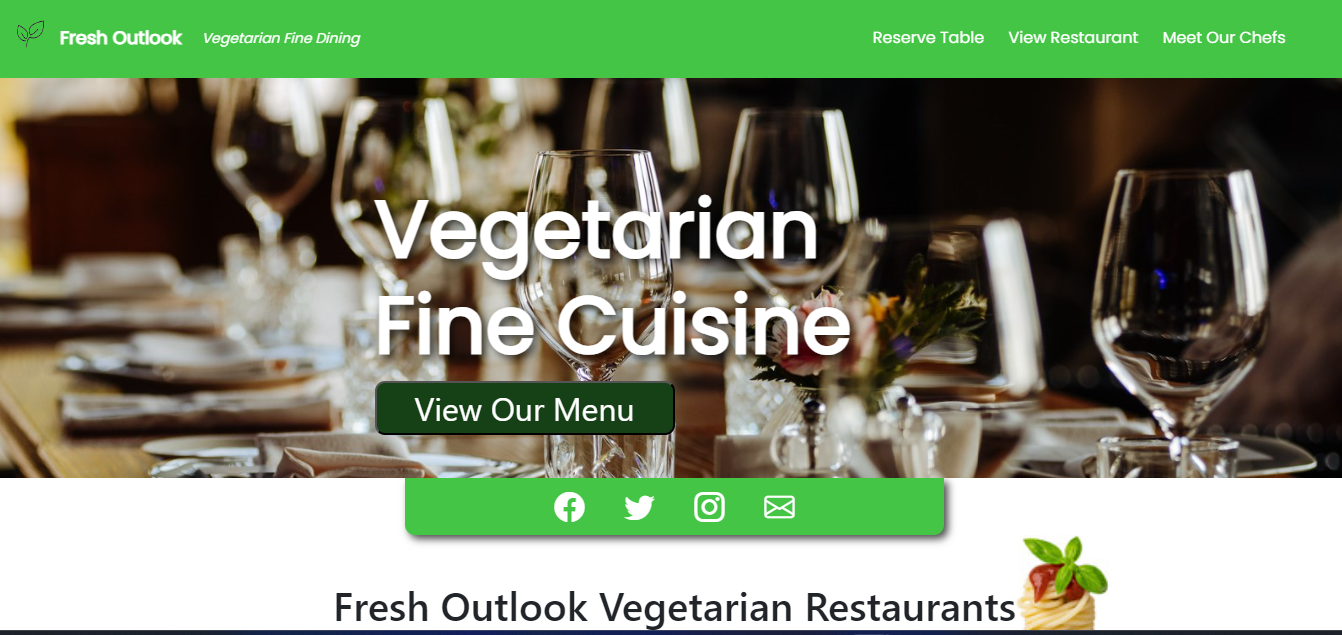 Fresh Outlook Vegetarian Fine Dining Reserve Table View Restaurant Meet Our Chefs
Vegetarian
Fine Cuisine
View Our Menu
Fresh Outlook Vegetarian Restaurants